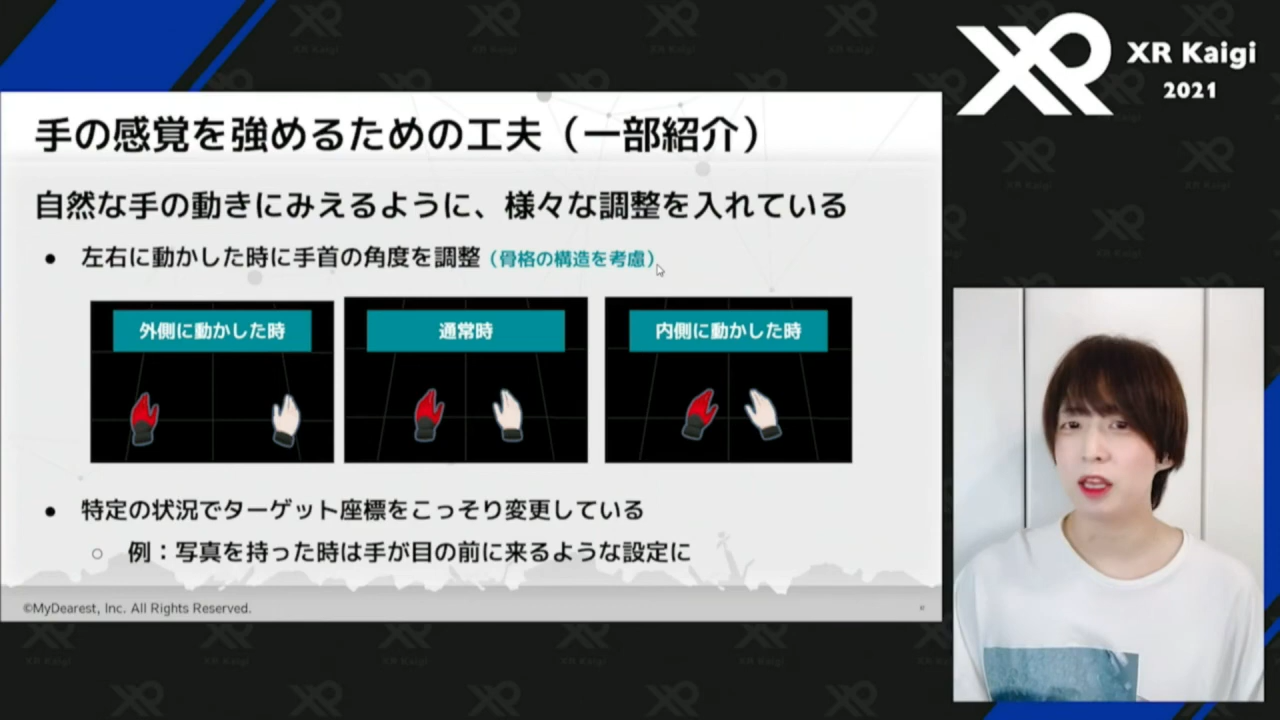 XR Kaigi
2021
手の感覚を強めるための工夫（一部紹介）
自然な手の動きにみえるように、様々な調整を入れている
● 左右に動かした時に手首の角度を調整（骨格の構造を考慮）
外側に動かした時
通常時
内側に動かした時
● 特定の状況でターゲット座標をこっそり変更している
○ 例：写真を持った時は手が目の前に来るような設定に
©MyDearest, Inc. All Rights Reserved.